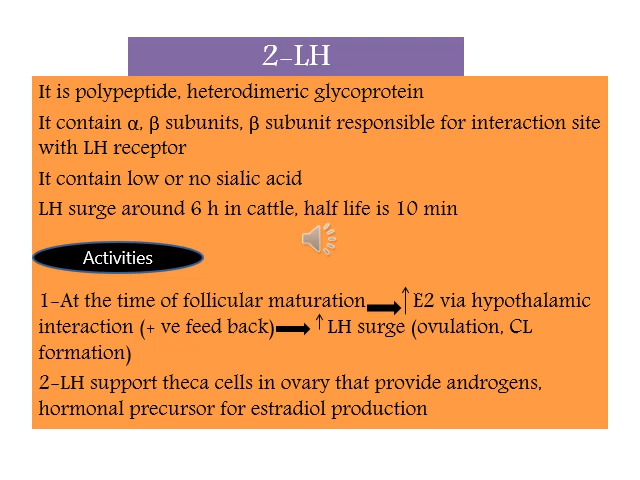 2-LH
It is polypeptide, heterodimeric glycoprotein
It contain α, β subunits, β subunit responsible for interaction site
with LH receptor
It contain low or no sialic acid
LH surge around 6 h in cattle, half life is 10 min
Activities
1-At the time of follicular maturation ↑ £2 via hypothalamic
interaction (+ ve feed back) ↑ LH surge (ovulation, CL
formation)
2-LH support theca cells in ovary that provide androgens,
hormonal precursor for estradiol production